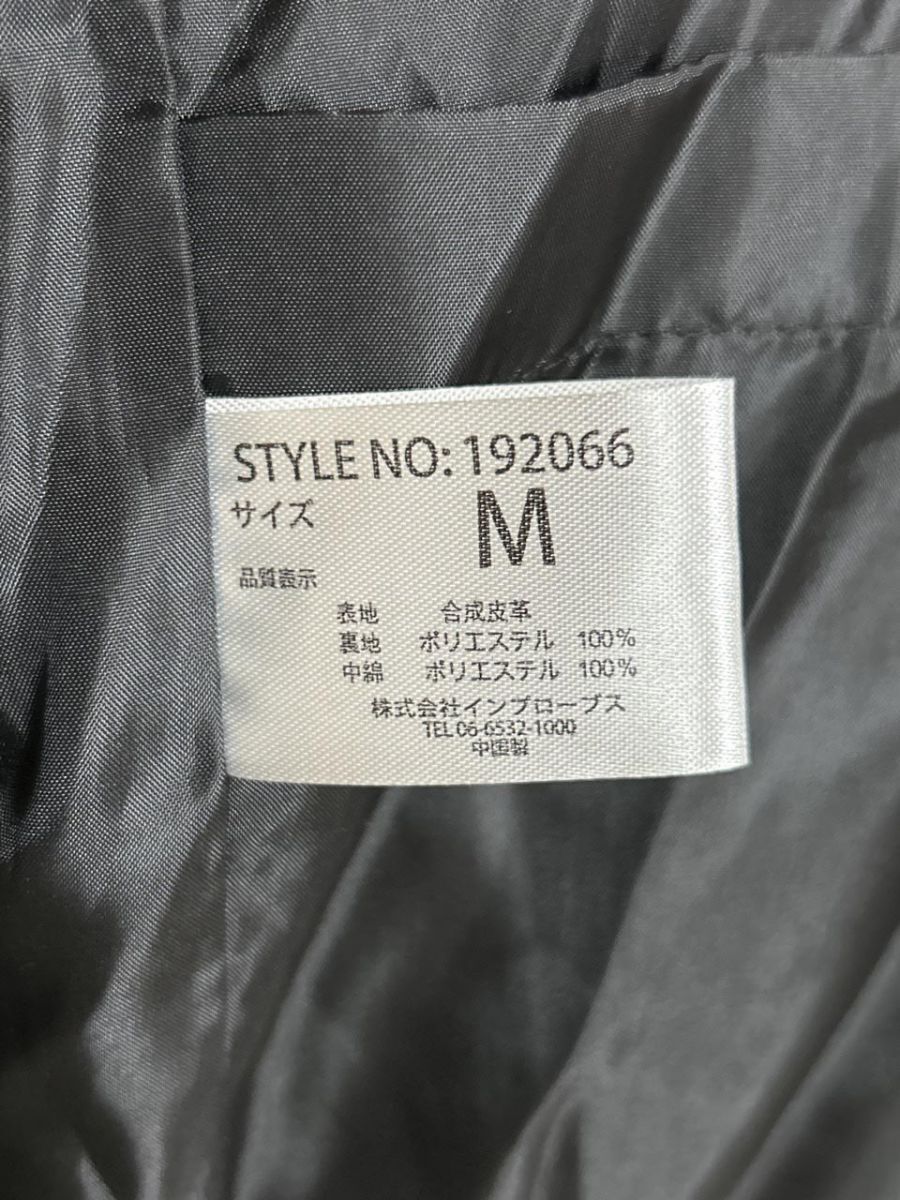 STYLE NO: 192066
サイズ M
品質表示
表地 合成皮革
裏地 ポリエステル 100%
中綿 ポリエステル 100%
株式会社インプローブス
TEL 06-6532-1000
中国製